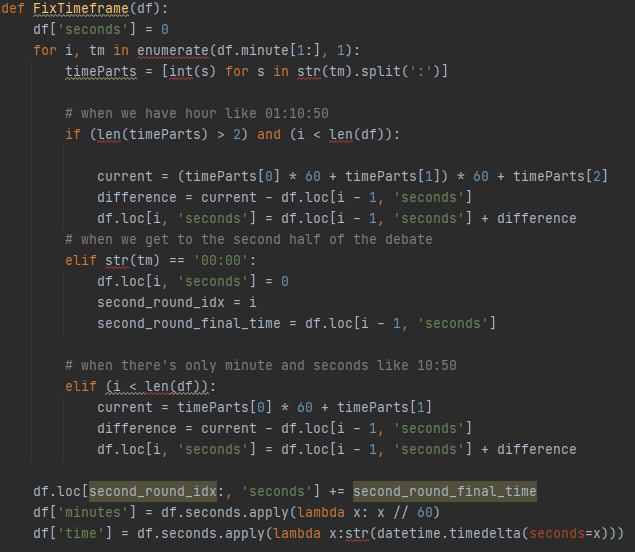 def FixTimeframe(df):
    df['seconds'] = 0
    for i, tm in enumerate(df.minute[1:], 1):
        timeParts = [int(s) for s in str(tm).split(':')]
        # when we have hour like 01:10:50
        if (len(timeParts) > 2) and (i < len(df)):
            current = (timeParts[0] * 60 + timeParts[1]) * 60 + timeParts[2]
            difference = current - df.loc[i - 1, 'seconds']
            df.loc[i, 'seconds'] = df.loc[i - 1, 'seconds'] + difference
        # when we get to the second half of the debate
        elif str(tm) == '00:00':
            df.loc[i, 'seconds'] = 0
            second_round_idx = i
            second_round_final_time = df.loc[i - 1, 'seconds']
        # when there's only minute and seconds like 10:50
        elif (i < len(df)):
            current = timeParts[0] * 60 + timeParts[1]
            difference = current - df.loc[i - 1, 'seconds']
            df.loc[i, 'seconds'] = df.loc[i - 1, 'seconds'] + difference
    df.loc[second_round_idx:, 'seconds'] += second_round_final_time
    df['minutes'] = df.seconds.apply(lambda x: x // 60)
    df['time'] = df.seconds.apply(lambda x:str(datetime.timedelta(seconds=x)))